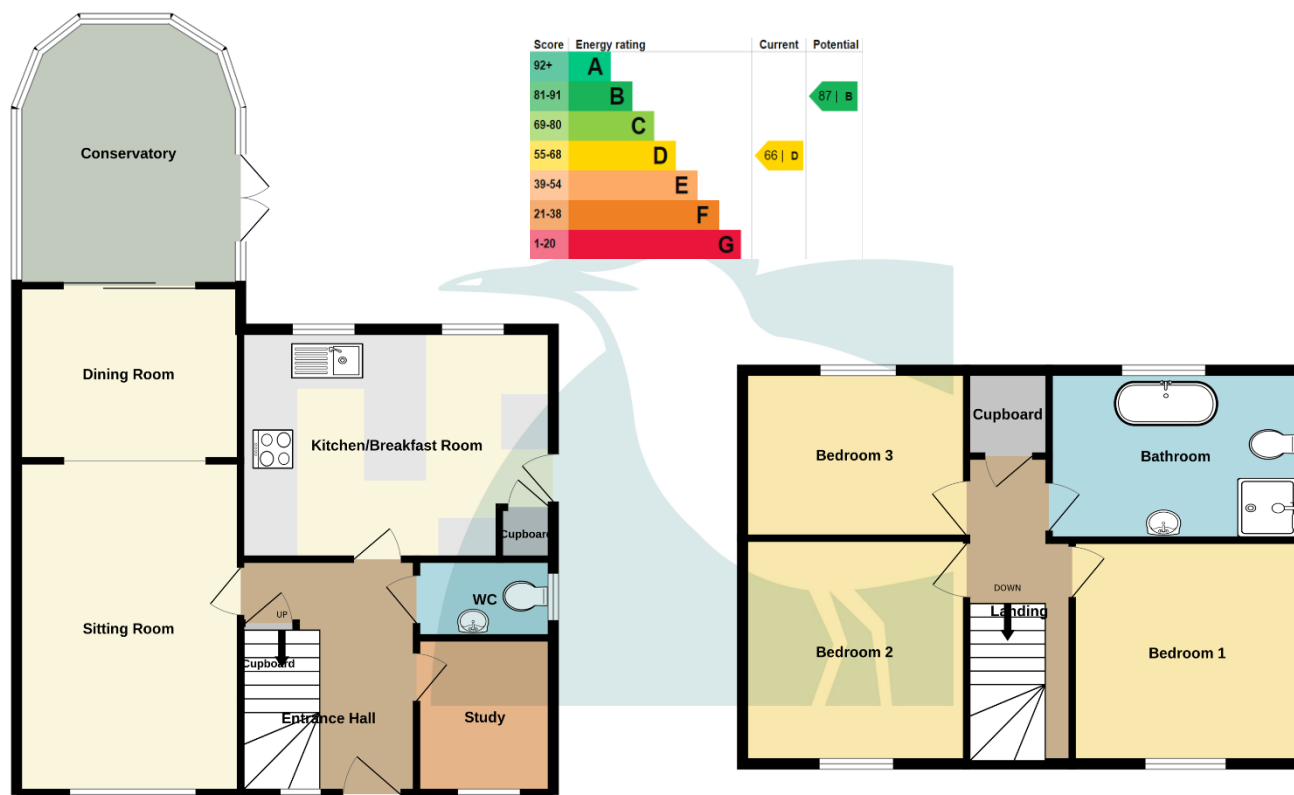 Score Energy rating Current Potential
92+ A
81-91 B 87 | B
69-80 C
55-68 D 66 | D
39-54 E
21-38 F
1-20 G
Conservatory
Dining Room
Kitchen/Breakfast Room
Cupboard
WC
UP
Sitting Room
Cupboard
Entrance Hall
Study
Cupboard
Bedroom 3
Bathroom
DOWN
Landing
Bedroom 2
Bedroom 1